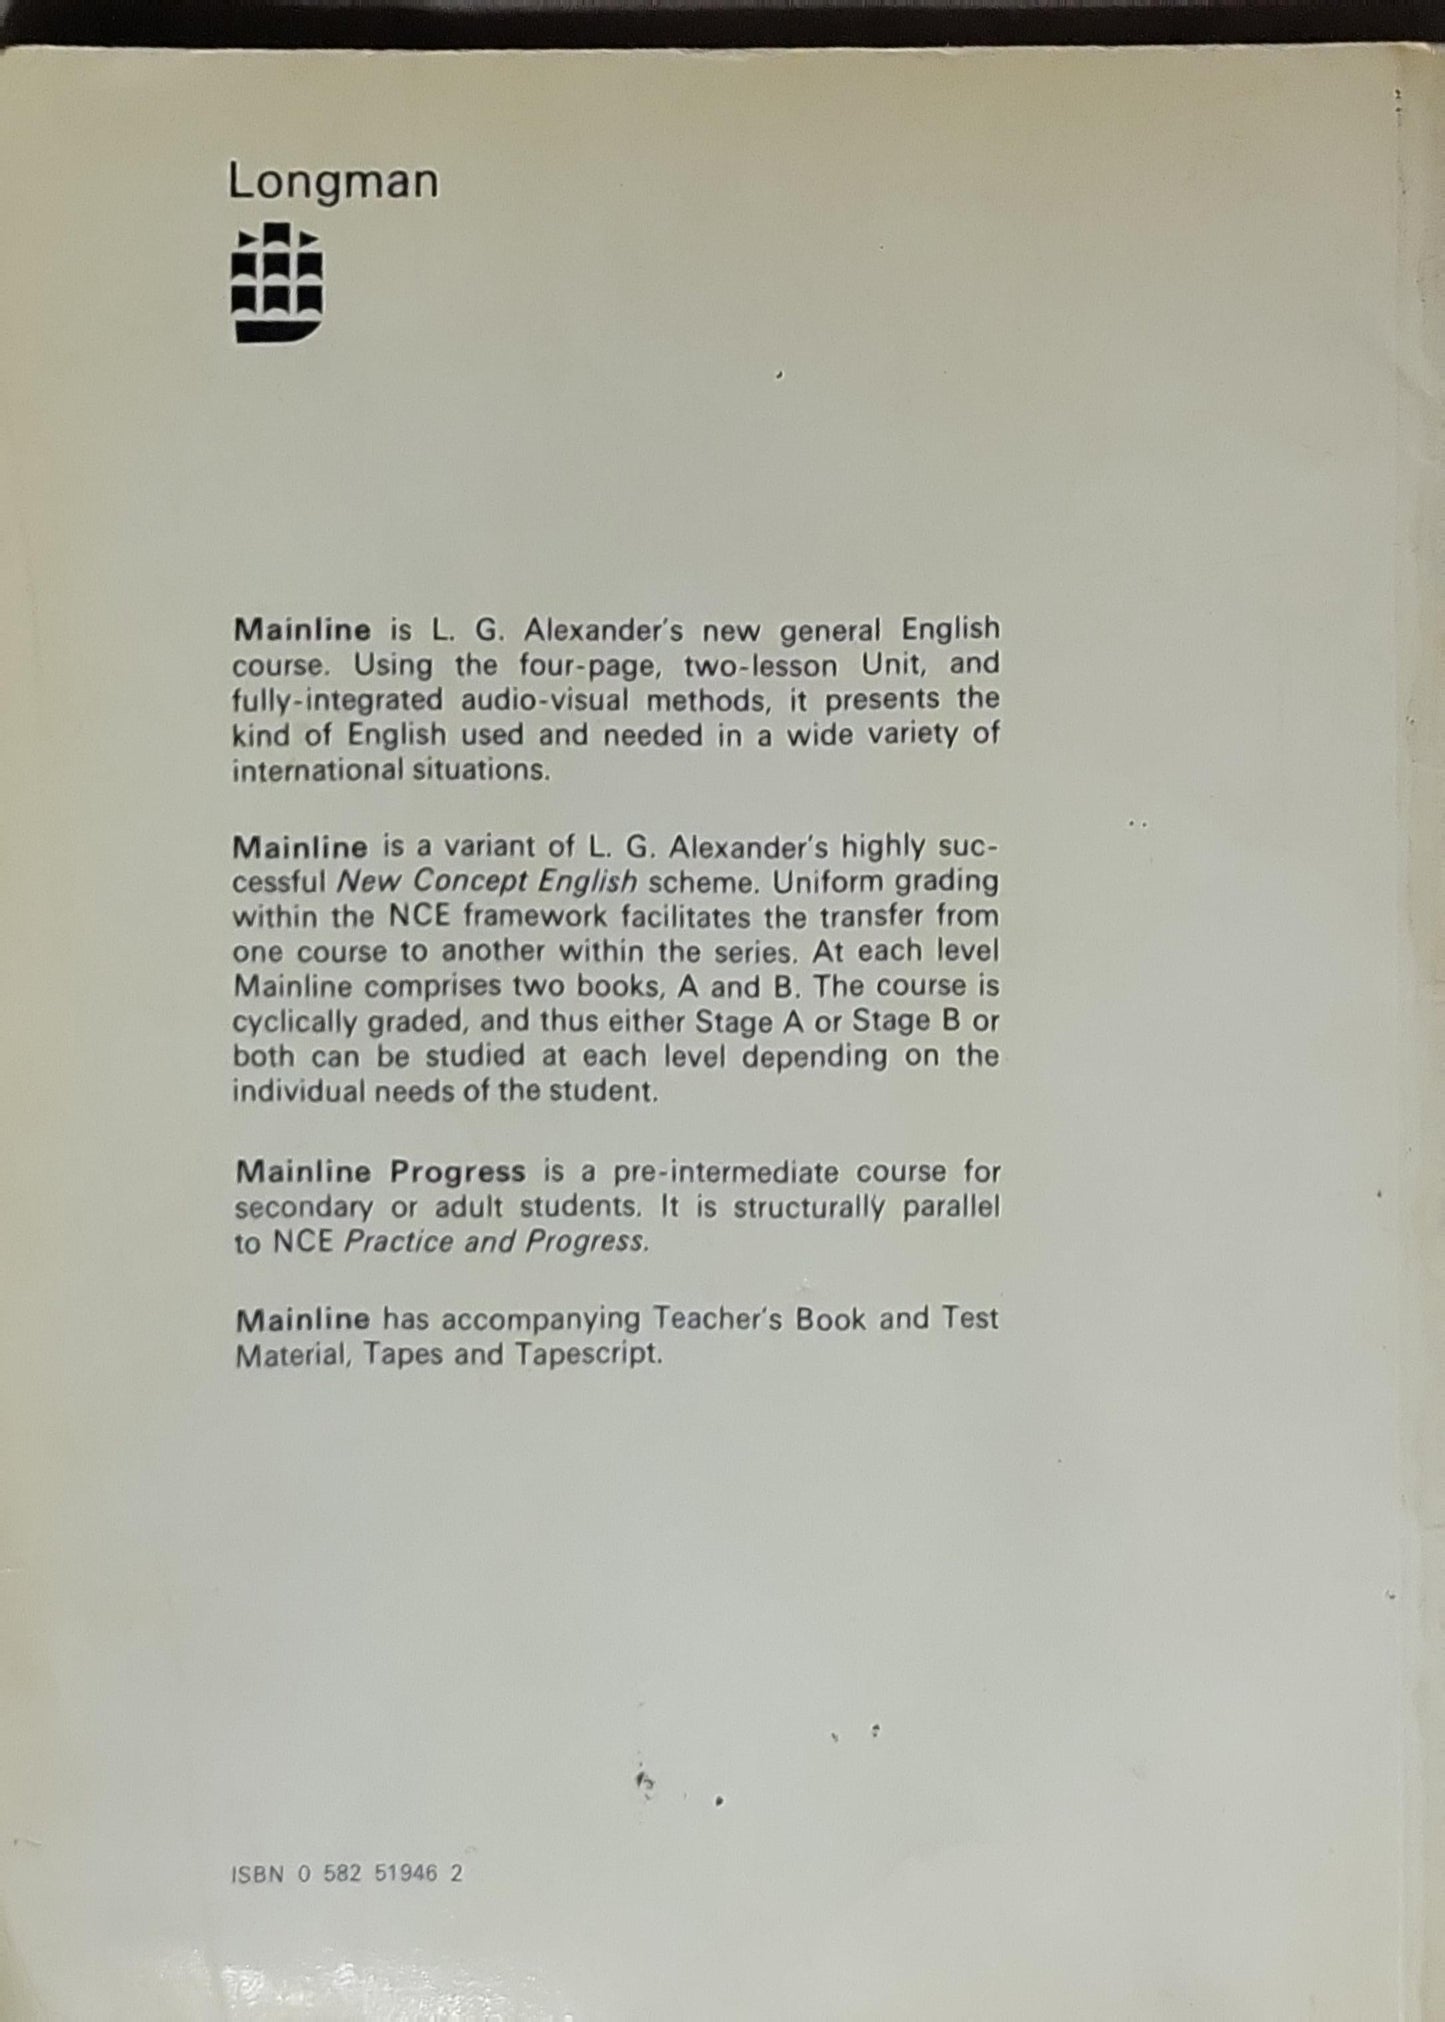 Longman
Mainline is L. G. Alexander's new general English
course. Using the four-page, two-lesson Unit, and
fully-integrated audio-visual methods, it presents the
kind of English used and needed in a wide variety of
international situations.
Mainline is a variant of L. G. Alexander's highly suc-
cessful New Concept English scheme. Uniform grading
within the NCE framework facilitates the transfer from
one course to another within the series. At each level
Mainline comprises two books, A and B. The course is
cyclically graded, and thus either Stage A or Stage B or
both can be studied at each level depending on the
individual needs of the student.
Mainline Progress is a pre-intermediate course for
secondary or adult students. It is structurally parallel
to NCE Practice and Progress.
Mainline has accompanying Teacher's Book and Test
Material, Tapes and Tapescript.
ISBN 0 582 51946 2